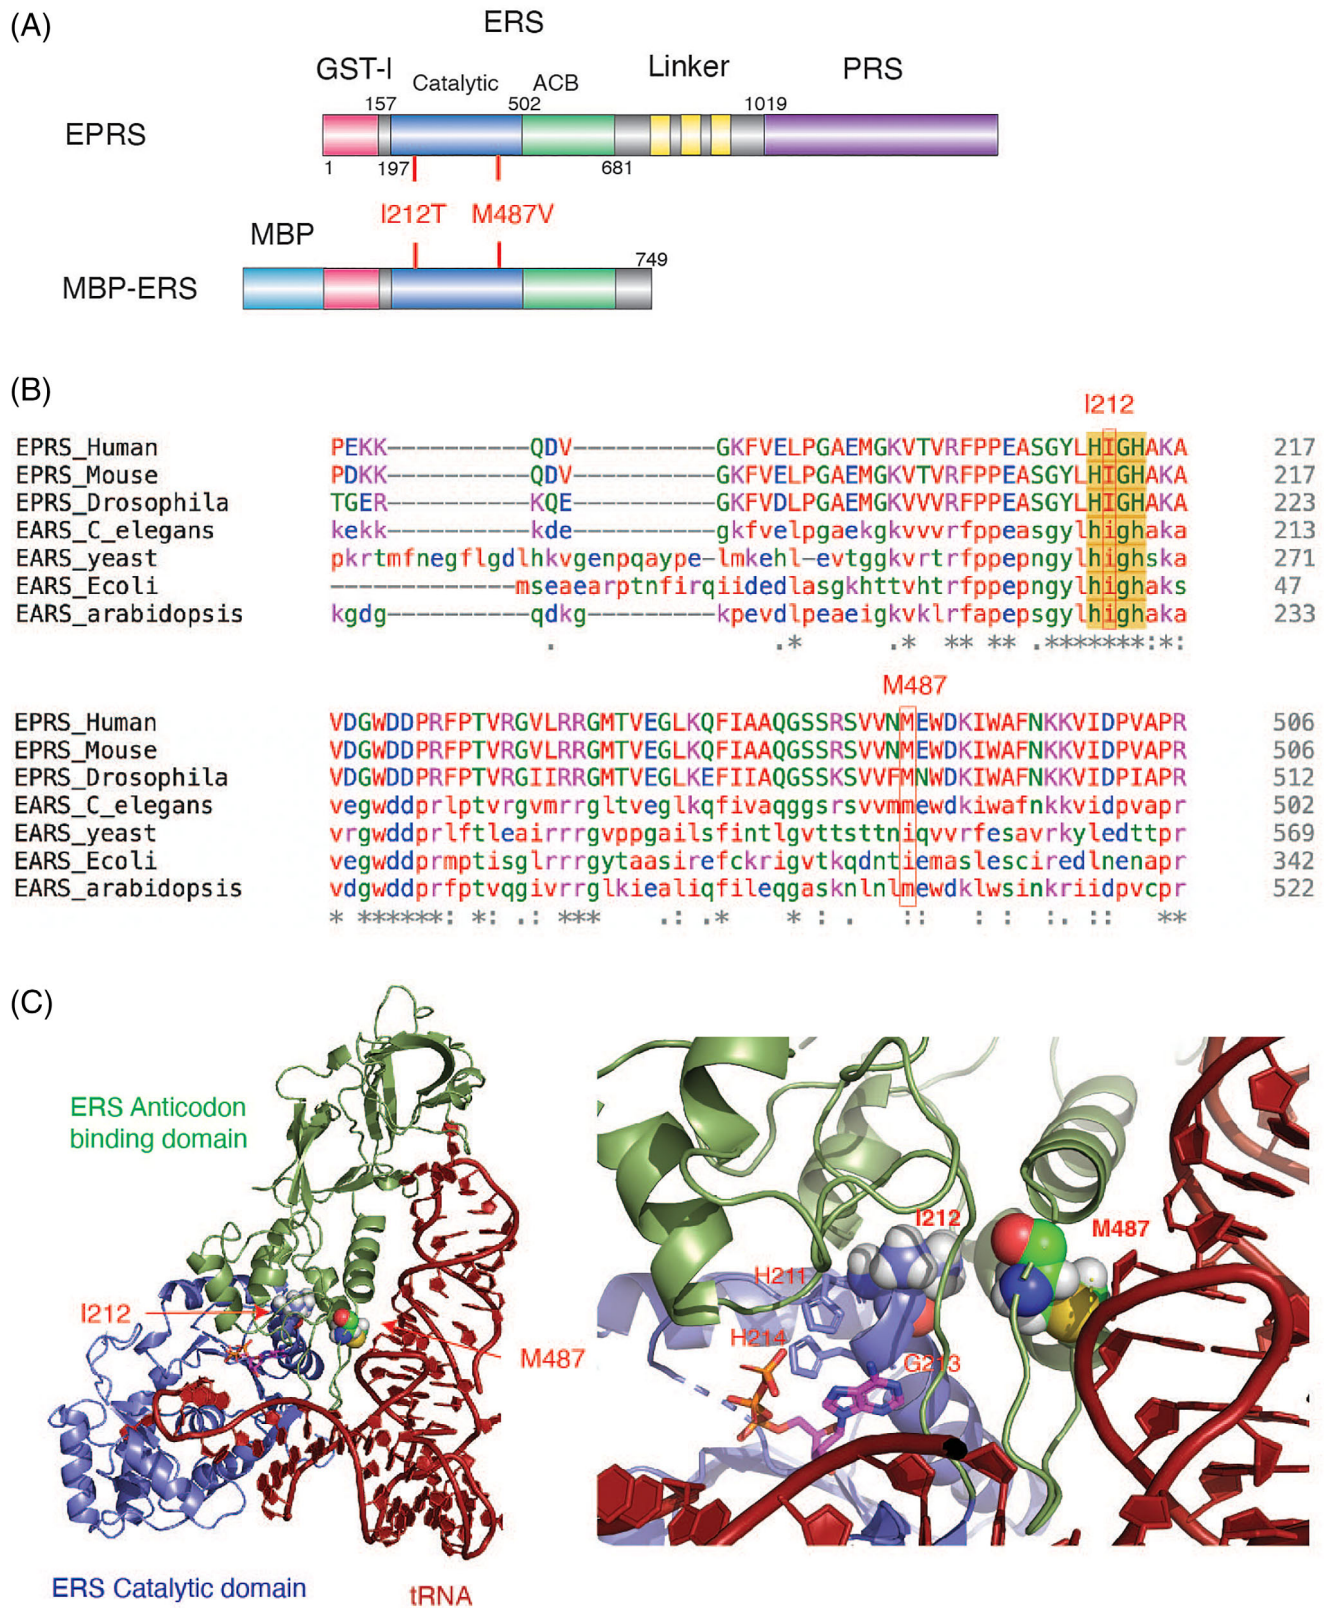 (A)
ERS
GST-I Catalytic ACB Linker PRS
157 502 1019
EPRS
1 197 681
I212T M487V
MBP
749
MBP-ERS
(B)
I212
EPRS_Human PEKK----------QDV----------GKFVELPGAEMGKVTVRFPPEASGYLHIGHAKA 217
EPRS_Mouse PDKK----------QDV----------GKFVELPGAEMGKVTVRFPPEASGYLHIGHAKA 217
EPRS_Drosophila TGER----------KQE----------GKFVDLPGAEMGKVVVRFPPEASGYLHIGHAKA 223
EARS_C_elegans kekk----------kde----------gkfvelpgaekgkvvvrfppeasgylhighaka 213
EARS_yeast pkrtmfnegflgdlhkvgenpqaype-lmkehl-evtggkvrtrfppepngylhighska 271
EARS_Ecoli -------------mseaearptnfirqiidedlasgkhttvhtrfppepngylhighaks 47
EARS_arabidopsis kgdg----------qdkg---------kpevdlpeaeigkvklrfapepsgylhighaka 233
. .* .* ** ** .*******:*:
M487
EPRS_Human VDGWDDPRFPTVRGVLRRGMTVEGLKQFIAAQGSSRSVVNMEWDKIWAFNKKVIDPVAPR 506
EPRS_Mouse VDGWDDPRFPTVRGVLRRGMTVEGLKQFIAAQGSSRSVVNMEWDKIWAFNKKVIDPVAPR 506
EPRS_Drosophila VDGWDDPRFPTVRGIIRRGMTVEGLKEFIIAQGSSKSVVFMNWDKIWAFNKKVIDPIAPR 512
EARS_C_elegans vegwddprlptvrgvmrrgltveglkqfivaqggsrsvvmmewdkiwafnkkvidpvapr 502
EARS_yeast vrgwddprlftleairrrgvppgailsfintlgvttsttniqvvrfesavrkyledttpr 569
EARS_Ecoli vegwddprmptisglrrrgytaasirefckrigvtkqdntiemaslesciredlnenapr 342
EARS_arabidopsis vdgwddprfptvqgivrrglkiealiqfileqgasknlnlmewdklwsinkriidpvcpr 522
* ******: *: .: *** .: .* * : . :: : : :. :: **
(C)
ERS Anticodon
binding domain
I212
M487
ERS Catalytic domain
tRNA
I212
M487
H211
H214
G213